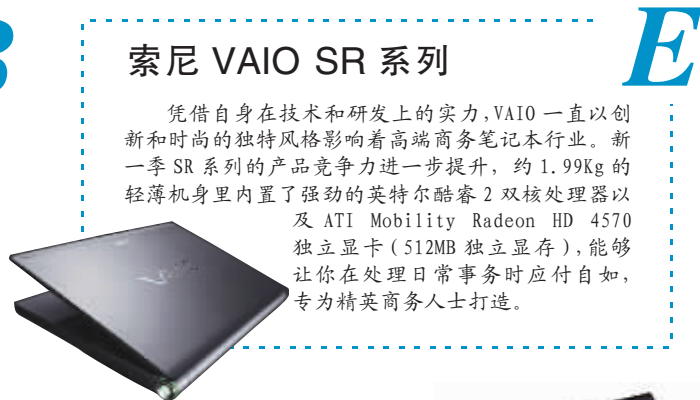 E
索尼 VAIO SR 系列
凭借自身在技术和研发上的实力,VAIO 一直以创
新和时尚的独特风格影响着高端商务笔记本行业。新
一季 SR 系列的产品竞争力进一步提升，约 1.99Kg 的
轻薄机身里内置了强劲的英特尔酷睿 2 双核处理器以
及 ATI Mobility Radeon HD 4570
独立显卡(512MB 独立显存),能够
让你在处理日常事务时应付自如,
专为精英商务人士打造。
VAIO